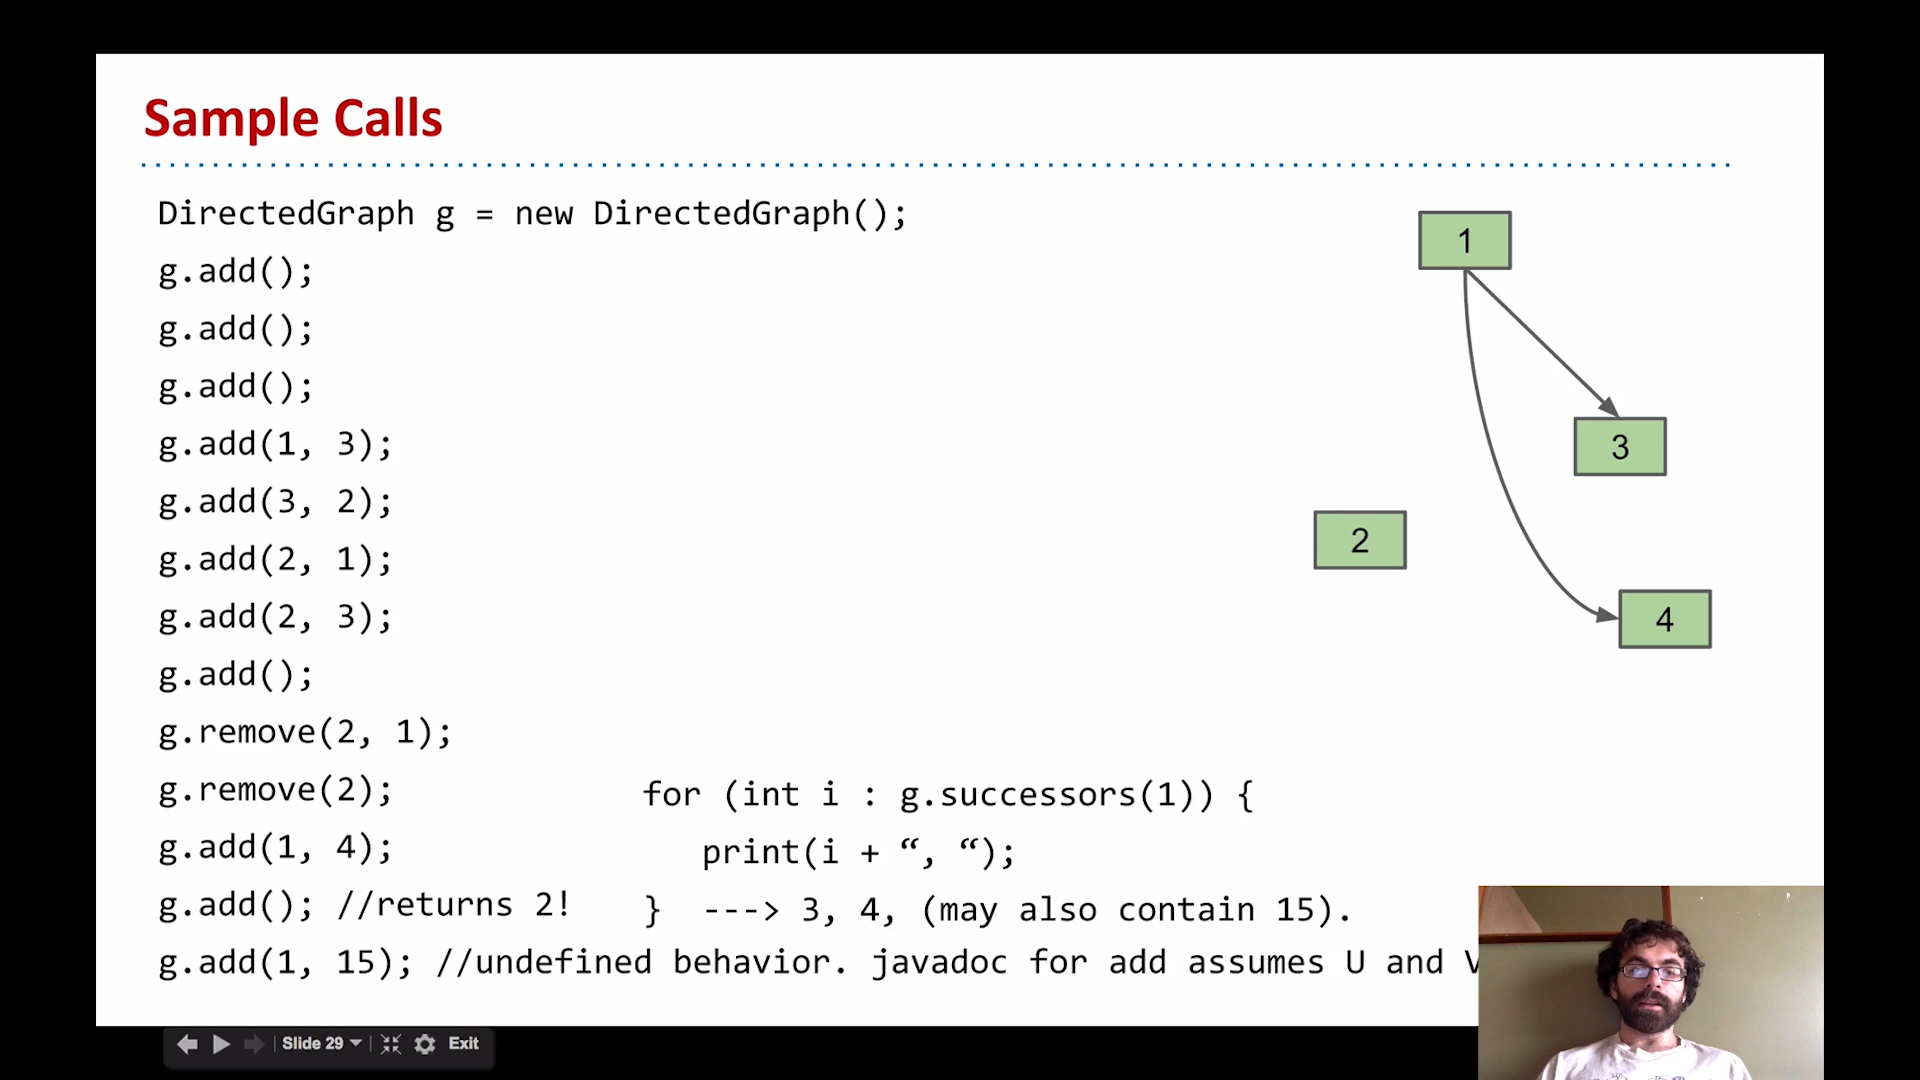 Sample Calls
DirectedGraph g = new DirectedGraph();
g.add();
g.add();
g.add();
g.add(1, 3);
g.add(3, 2);
g.add(2, 1);
g.add(2, 3);
g.add();
g.remove(2, 1);
g.remove(2);
g.add(1, 4);
g.add(); //returns 2!
g.add(1, 15); //undefined behavior. javadoc for add assumes U and V
for (int i : g.successors(1)) {
print(i + “, “);
} ---> 3, 4, (may also contain 15).
1
3
2
4
Slide 29
Exit